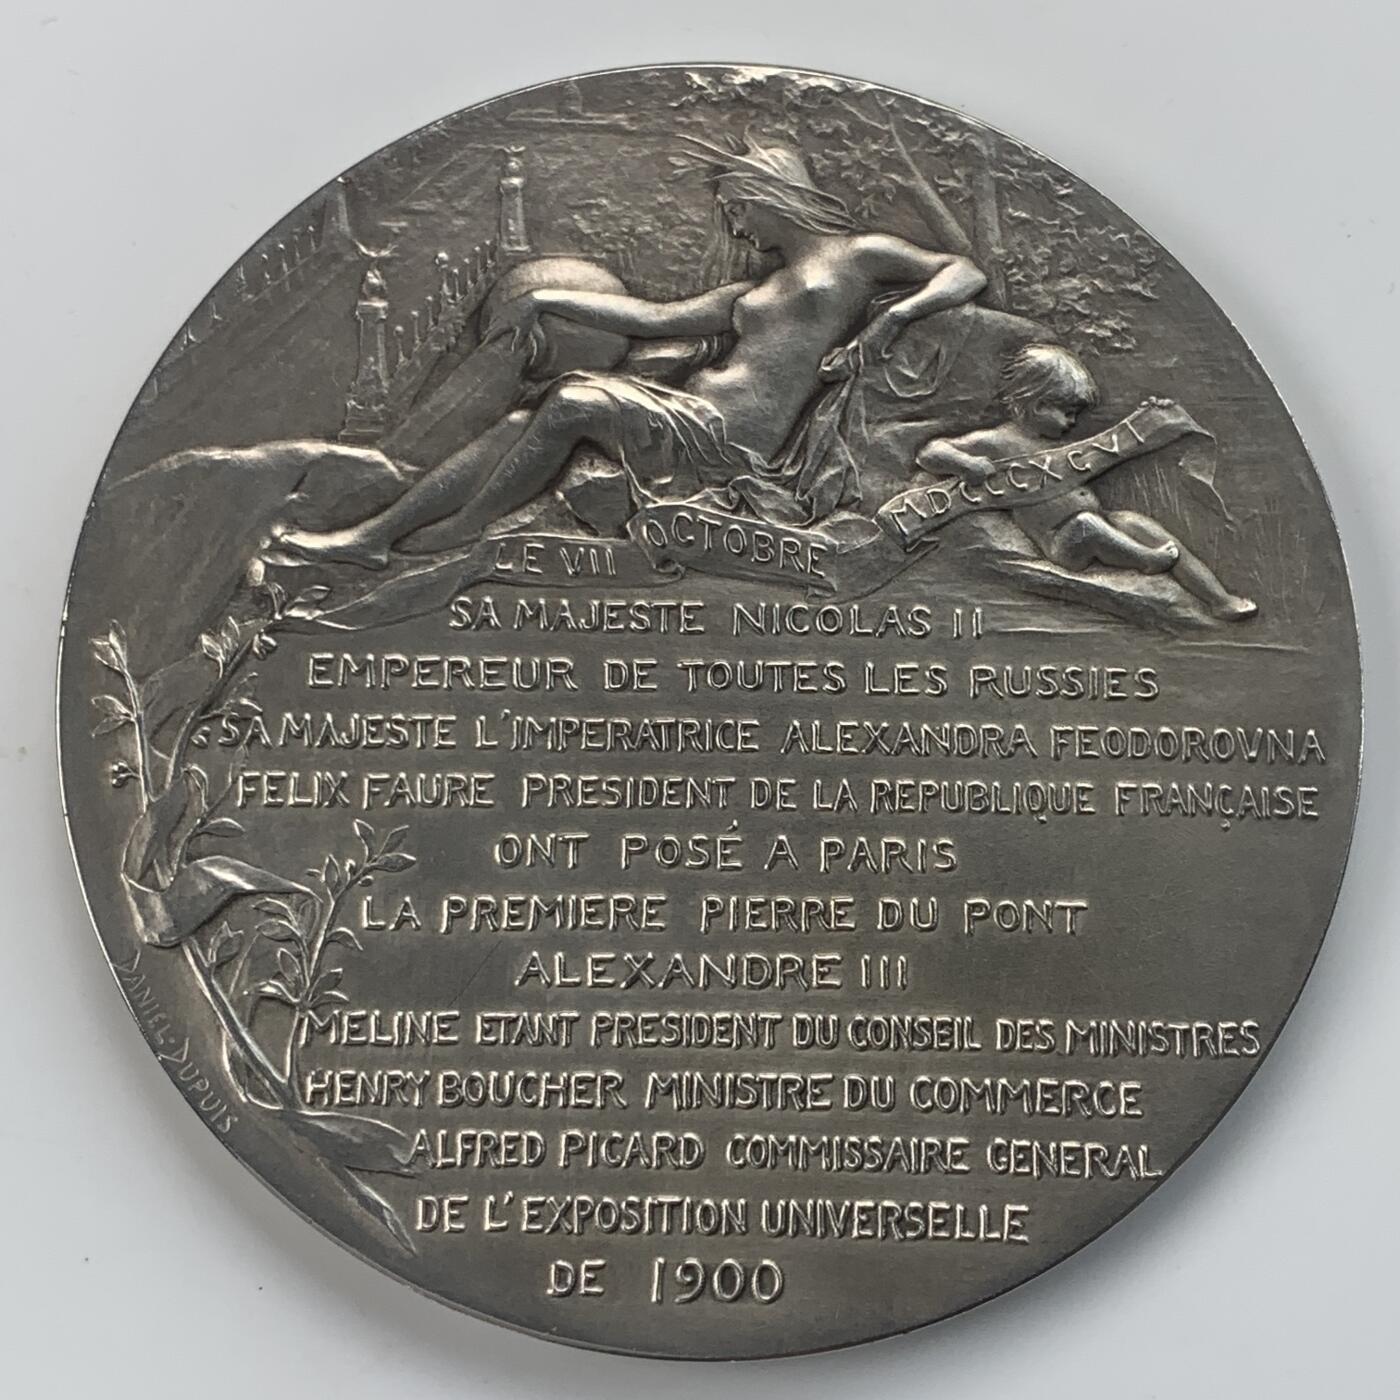 LE VII OCTOBRE MDCCCXCVI
SA MAJESTE NICOLAS II
EMPEREUR DE TOUTES LES RUSSIES
SA MAJESTE L'IMPERATRICE ALEXANDRA FEODOROVNA
FELIX FAURE PRESIDENT DE LA REPUBLIQUE FRANÇAISE
ONT POSÉ A PARIS
LA PREMIERE PIERRE DU PONT
ALEXANDRE III
MELINE ETANT PRESIDENT DU CONSEIL DES MINISTRES
HENRY BOUCHER MINISTRE DU COMMERCE
ALFRED PICARD COMMISSAIRE GENERAL
DE L'EXPOSITION UNIVERSELLE
DE 1900
DANIEL·DUPUIS